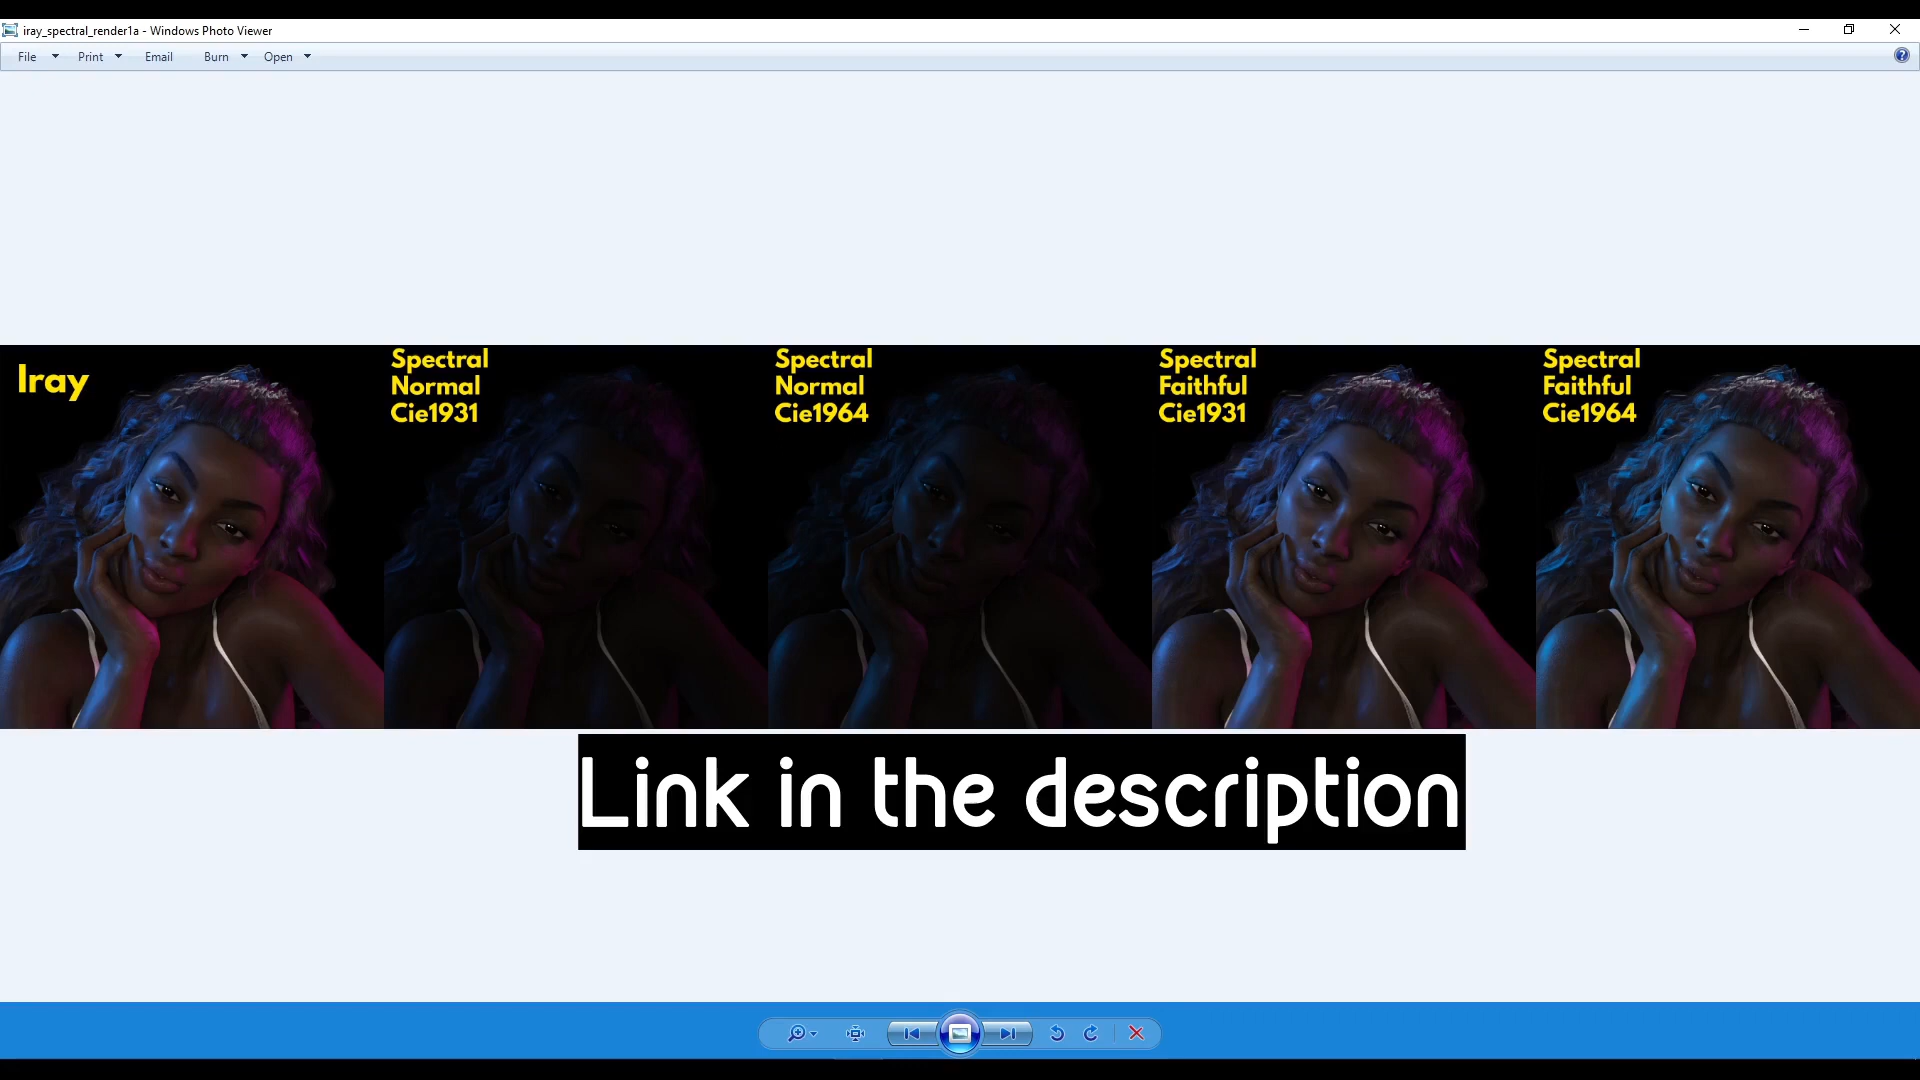 iray_spectral_render1a - Windows Photo Viewer
File Print Email Burn Open
Iray
Spectral
Normal
Cie1931
Spectral
Normal
Cie1964
Spectral
Faithful
Cie1931
Spectral
Faithful
Cie1964
Link in the description